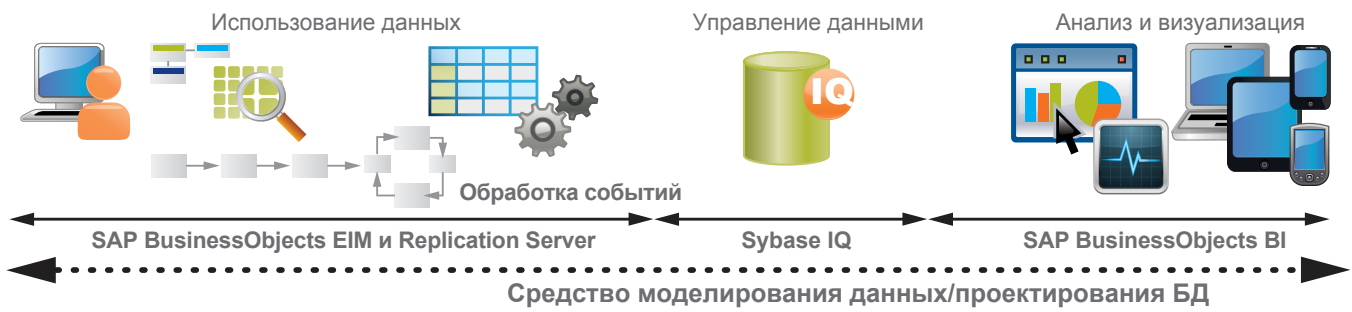 Использование данных
Управление данными
Анализ и визуализация
IQ
Обработка событий
SAP BusinessObjects EIM и Replication Server
Sybase IQ
SAP BusinessObjects BI
Средство моделирования данных/проектирования БД